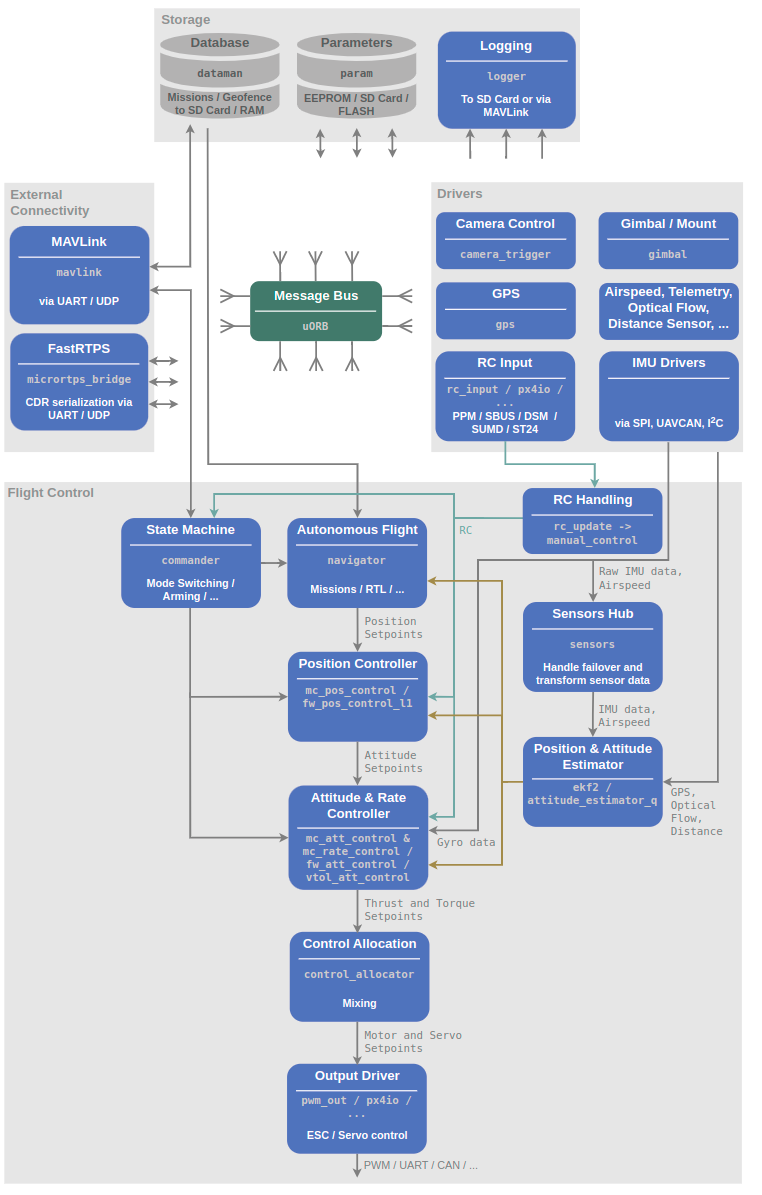 Storage
Database
dataman
Missions / Geofence
to SD Card / RAM
Parameters
param
EEPROM / SD Card /
FLASH
Logging
logger
To SD Card or via
MAVLink
External
Connectivity
MAVLink
mavlink
via UART / UDP
FastRTPS
micrortps_bridge
CDR serialization via
UART / UDP
Message Bus
uORB
Drivers
Camera Control
camera_trigger
Gimbal / Mount
gimbal
GPS
gps
Airspeed, Telemetry,
Optical Flow,
Distance Sensor, ...
RC Input
rc_input / px4io /
...
PPM / SBUS / DSM /
SUMD / ST24
IMU Drivers
via SPI, UAVCAN, I²C
Flight Control
State Machine
commander
Mode Switching /
Arming / ...
Autonomous Flight
navigator
Missions / RTL / ...
RC
RC Handling
rc_update ->
manual_control
Raw IMU data,
Airspeed
Sensors Hub
sensors
Handle failover and
transform sensor data
Position
Setpoints
Position Controller
mc_pos_control /
fw_pos_control_l1
IMU data,
Airspeed
Position & Attitude
Estimator
ekf2 /
attitude_estimator_q
GPS,
Optical
Flow,
Distance
Attitude
Setpoints
Attitude & Rate
Controller
mc_att_control &
mc_rate_control /
fw_att_control /
vtol_att_control
Gyro data
Thrust and Torque
Setpoints
Control Allocation
control_allocator
Mixing
Motor and Servo
Setpoints
Output Driver
pwm_out / px4io /
...
ESC / Servo control
PWM / UART / CAN / ...